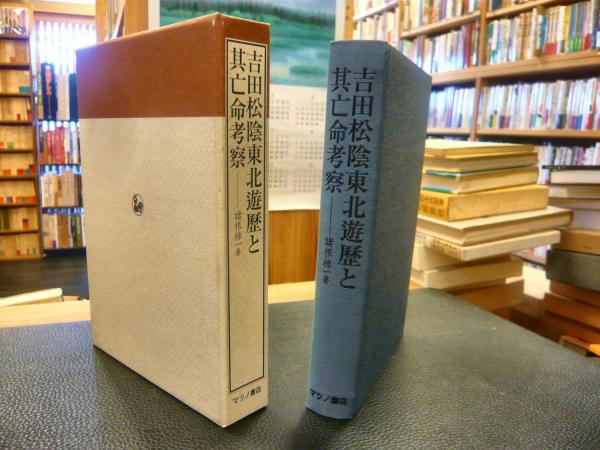 吉田松陰東北遊歴と
其亡命考察
諸根樟一著
マツノ書店
吉田松陰東北遊歴と
其亡命考察
諸根樟一著
マツノ書店